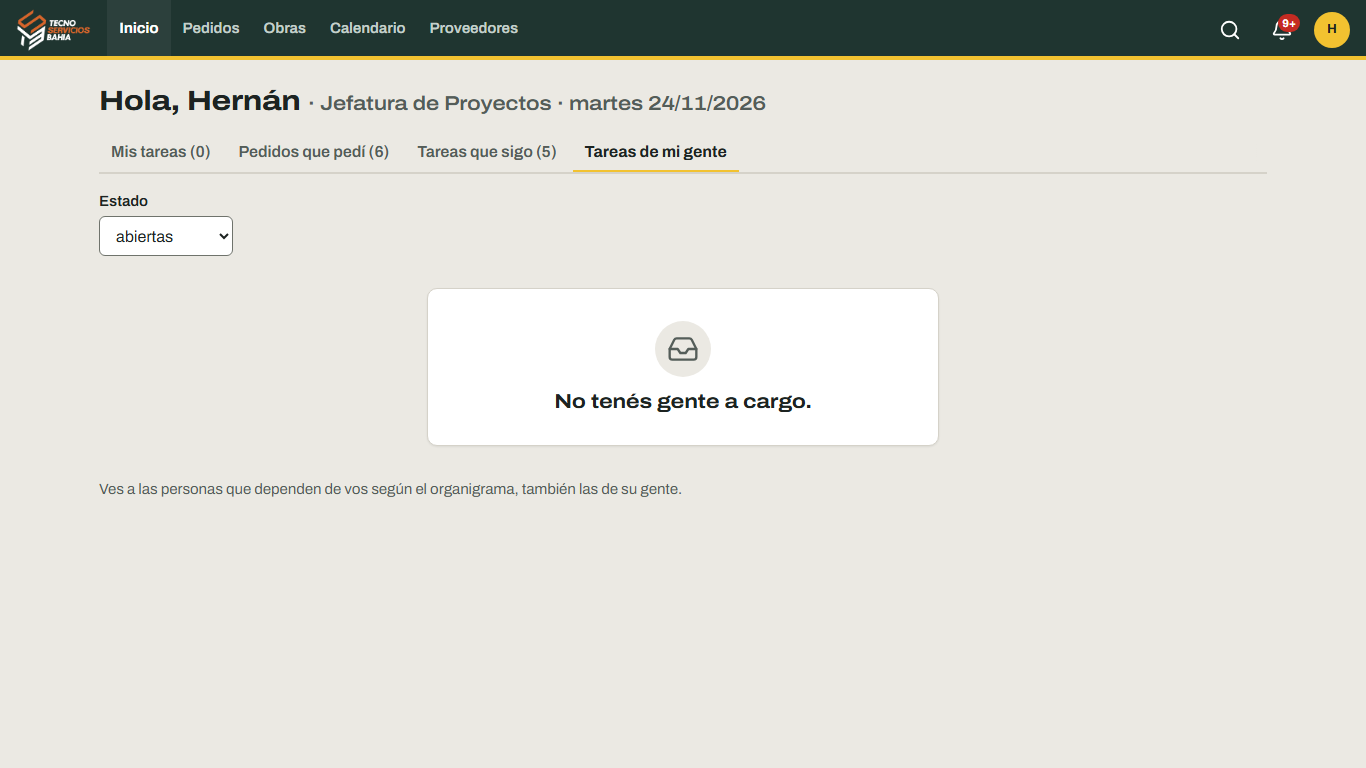 TECNO
SERVICIOS
BAHIA
Inicio Pedidos Obras Calendario Proveedores
9+
H
Hola, Hernán · Jefatura de Proyectos · martes 24/11/2026
Mis tareas (0) Pedidos que pedí (6) Tareas que sigo (5) Tareas de mi gente
Estado
abiertas
No tenés gente a cargo.
Ves a las personas que dependen de vos según el organigrama, también las de su gente.